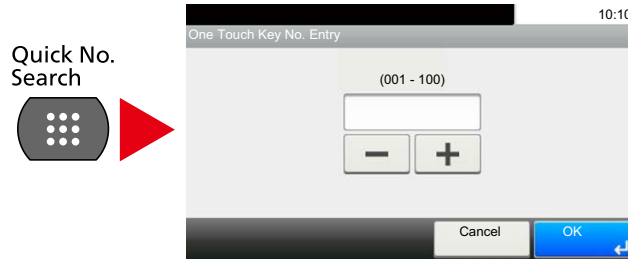 Quick No.
Search
10:10
One Touch Key No. Entry
(001 - 100)
Cancel
OK